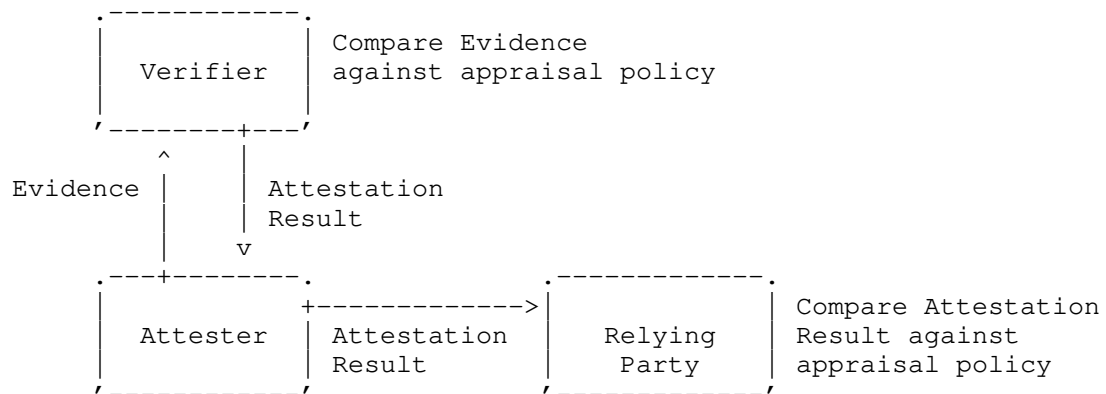 Compare Evidence
Verifier against appraisal policy
Evidence Attestation
Result
Compare Attestation
Attester Attestation Relying Result against
Result Party appraisal policy